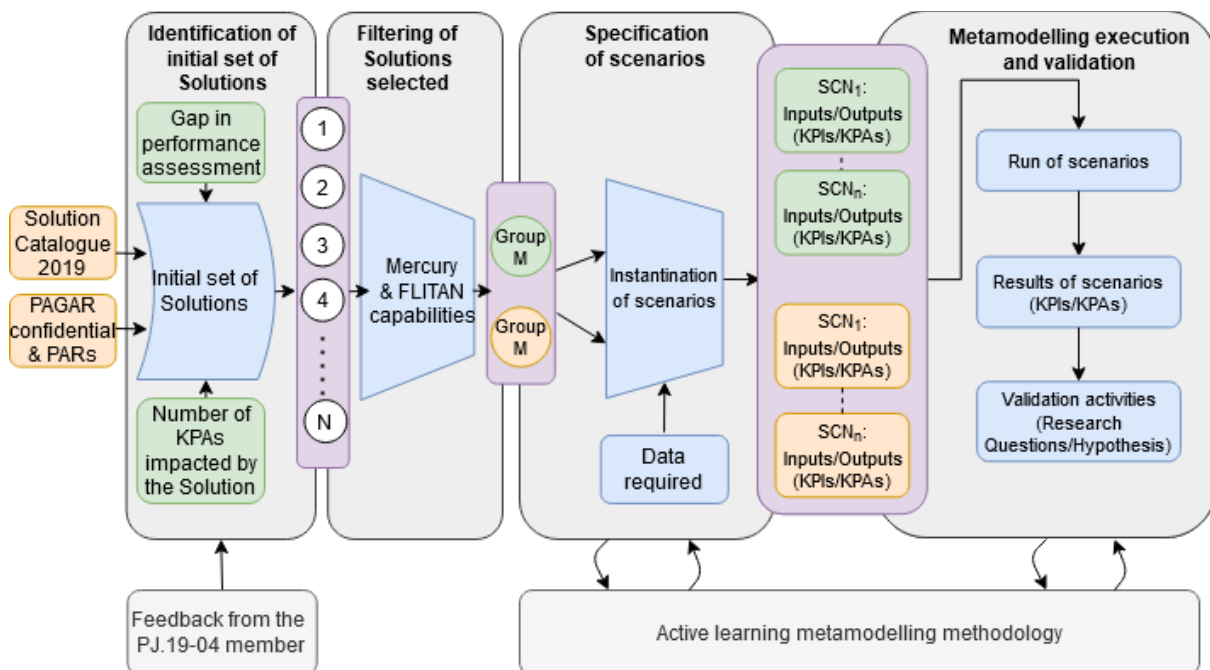 Identification of
initial set of
Solutions
Gap in
performance
assessment
Solution
Catalogue
2019
PAGAR
confidential
& PARs
Initial set of
Solutions
Number of
KPAs
impacted by
the Solution
Feedback from the
PJ.19-04 member
1
2
3
4
N
Filtering of
Solutions
selected
Mercury
& FLITAN
capabilities
Group
M
Group
M
Specification
of scenarios
Instantination
of scenarios
Data
required
SCN1:
Inputs/Outputs
(KPIs/KPAs)
SCNn:
Inputs/Outputs
(KPIs/KPAs)
SCN1:
Inputs/Outputs
(KPIs/KPAs)
SCNn:
Inputs/Outputs
(KPIs/KPAs)
Metamodelling execution
and validation
Run of scenarios
Results of scenarios
(KPIs/KPAs)
Validation activities
(Research
Questions/Hypothesis)
Active learning metamodelling methodology